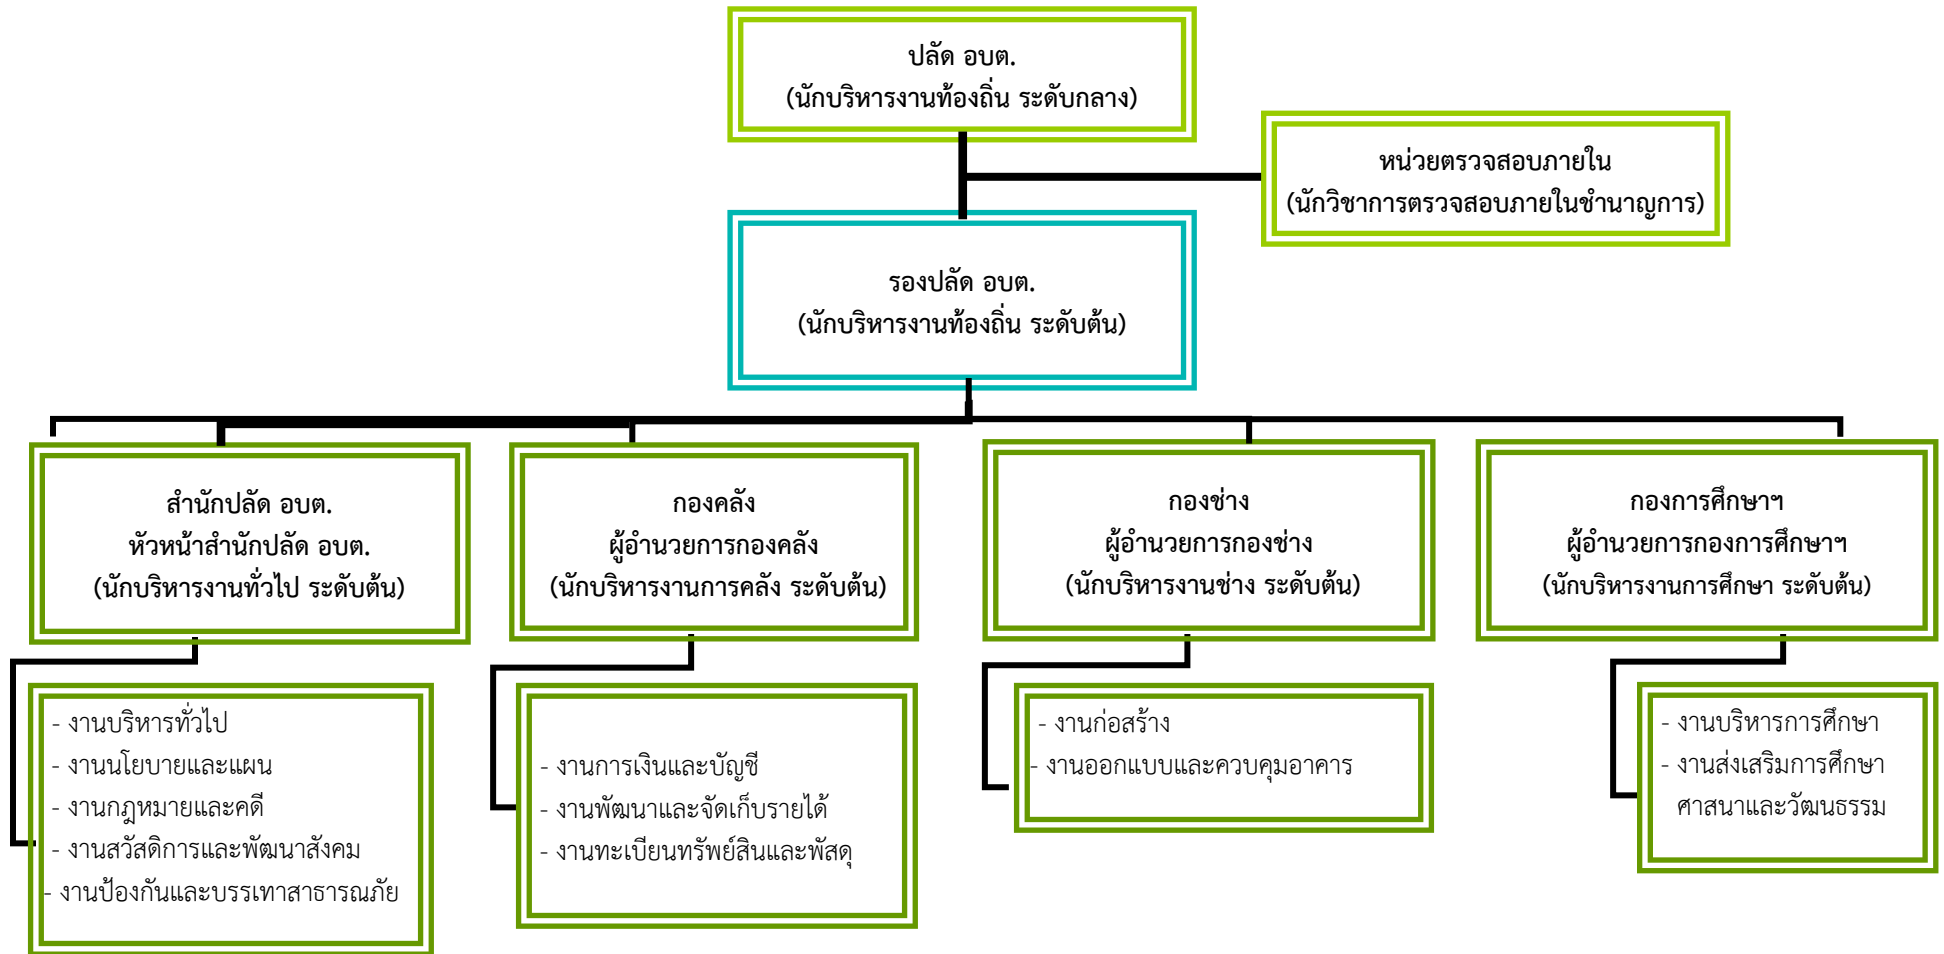 ปลัด อบต.
(นักบริหารงานท้องถิ่น ระดับกลาง)
หน่วยตรวจสอบภายใน
(นักวิชาการตรวจสอบภายในชำนาญการ)
รองปลัด อบต.
(นักบริหารงานท้องถิ่น ระดับต้น)
สำนักปลัด อบต.
หัวหน้าสำนักปลัด อบต.
(นักบริหารงานทั่วไป ระดับต้น)
กองคลัง
ผู้อำนวยการกองคลัง
(นักบริหารงานการคลัง ระดับต้น)
กองช่าง
ผู้อำนวยการกองช่าง
(นักบริหารงานช่าง ระดับต้น)
กองการศึกษาฯ
ผู้อำนวยการกองการศึกษาฯ
(นักบริหารงานการศึกษา ระดับต้น)
- งานบริหารทั่วไป
- งานนโยบายและแผน
- งานกฎหมายและคดี
- งานสวัสดิการและพัฒนาสังคม
- งานป้องกันและบรรเทาสาธารณภัย
- งานการเงินและบัญชี
- งานพัฒนาและจัดเก็บรายได้
- งานทะเบียนทรัพย์สินและพัสดุ
- งานก่อสร้าง
- งานออกแบบและควบคุมอาคาร
- งานบริหารการศึกษา
- งานส่งเสริมการศึกษา
ศาสนาและวัฒนธรรม